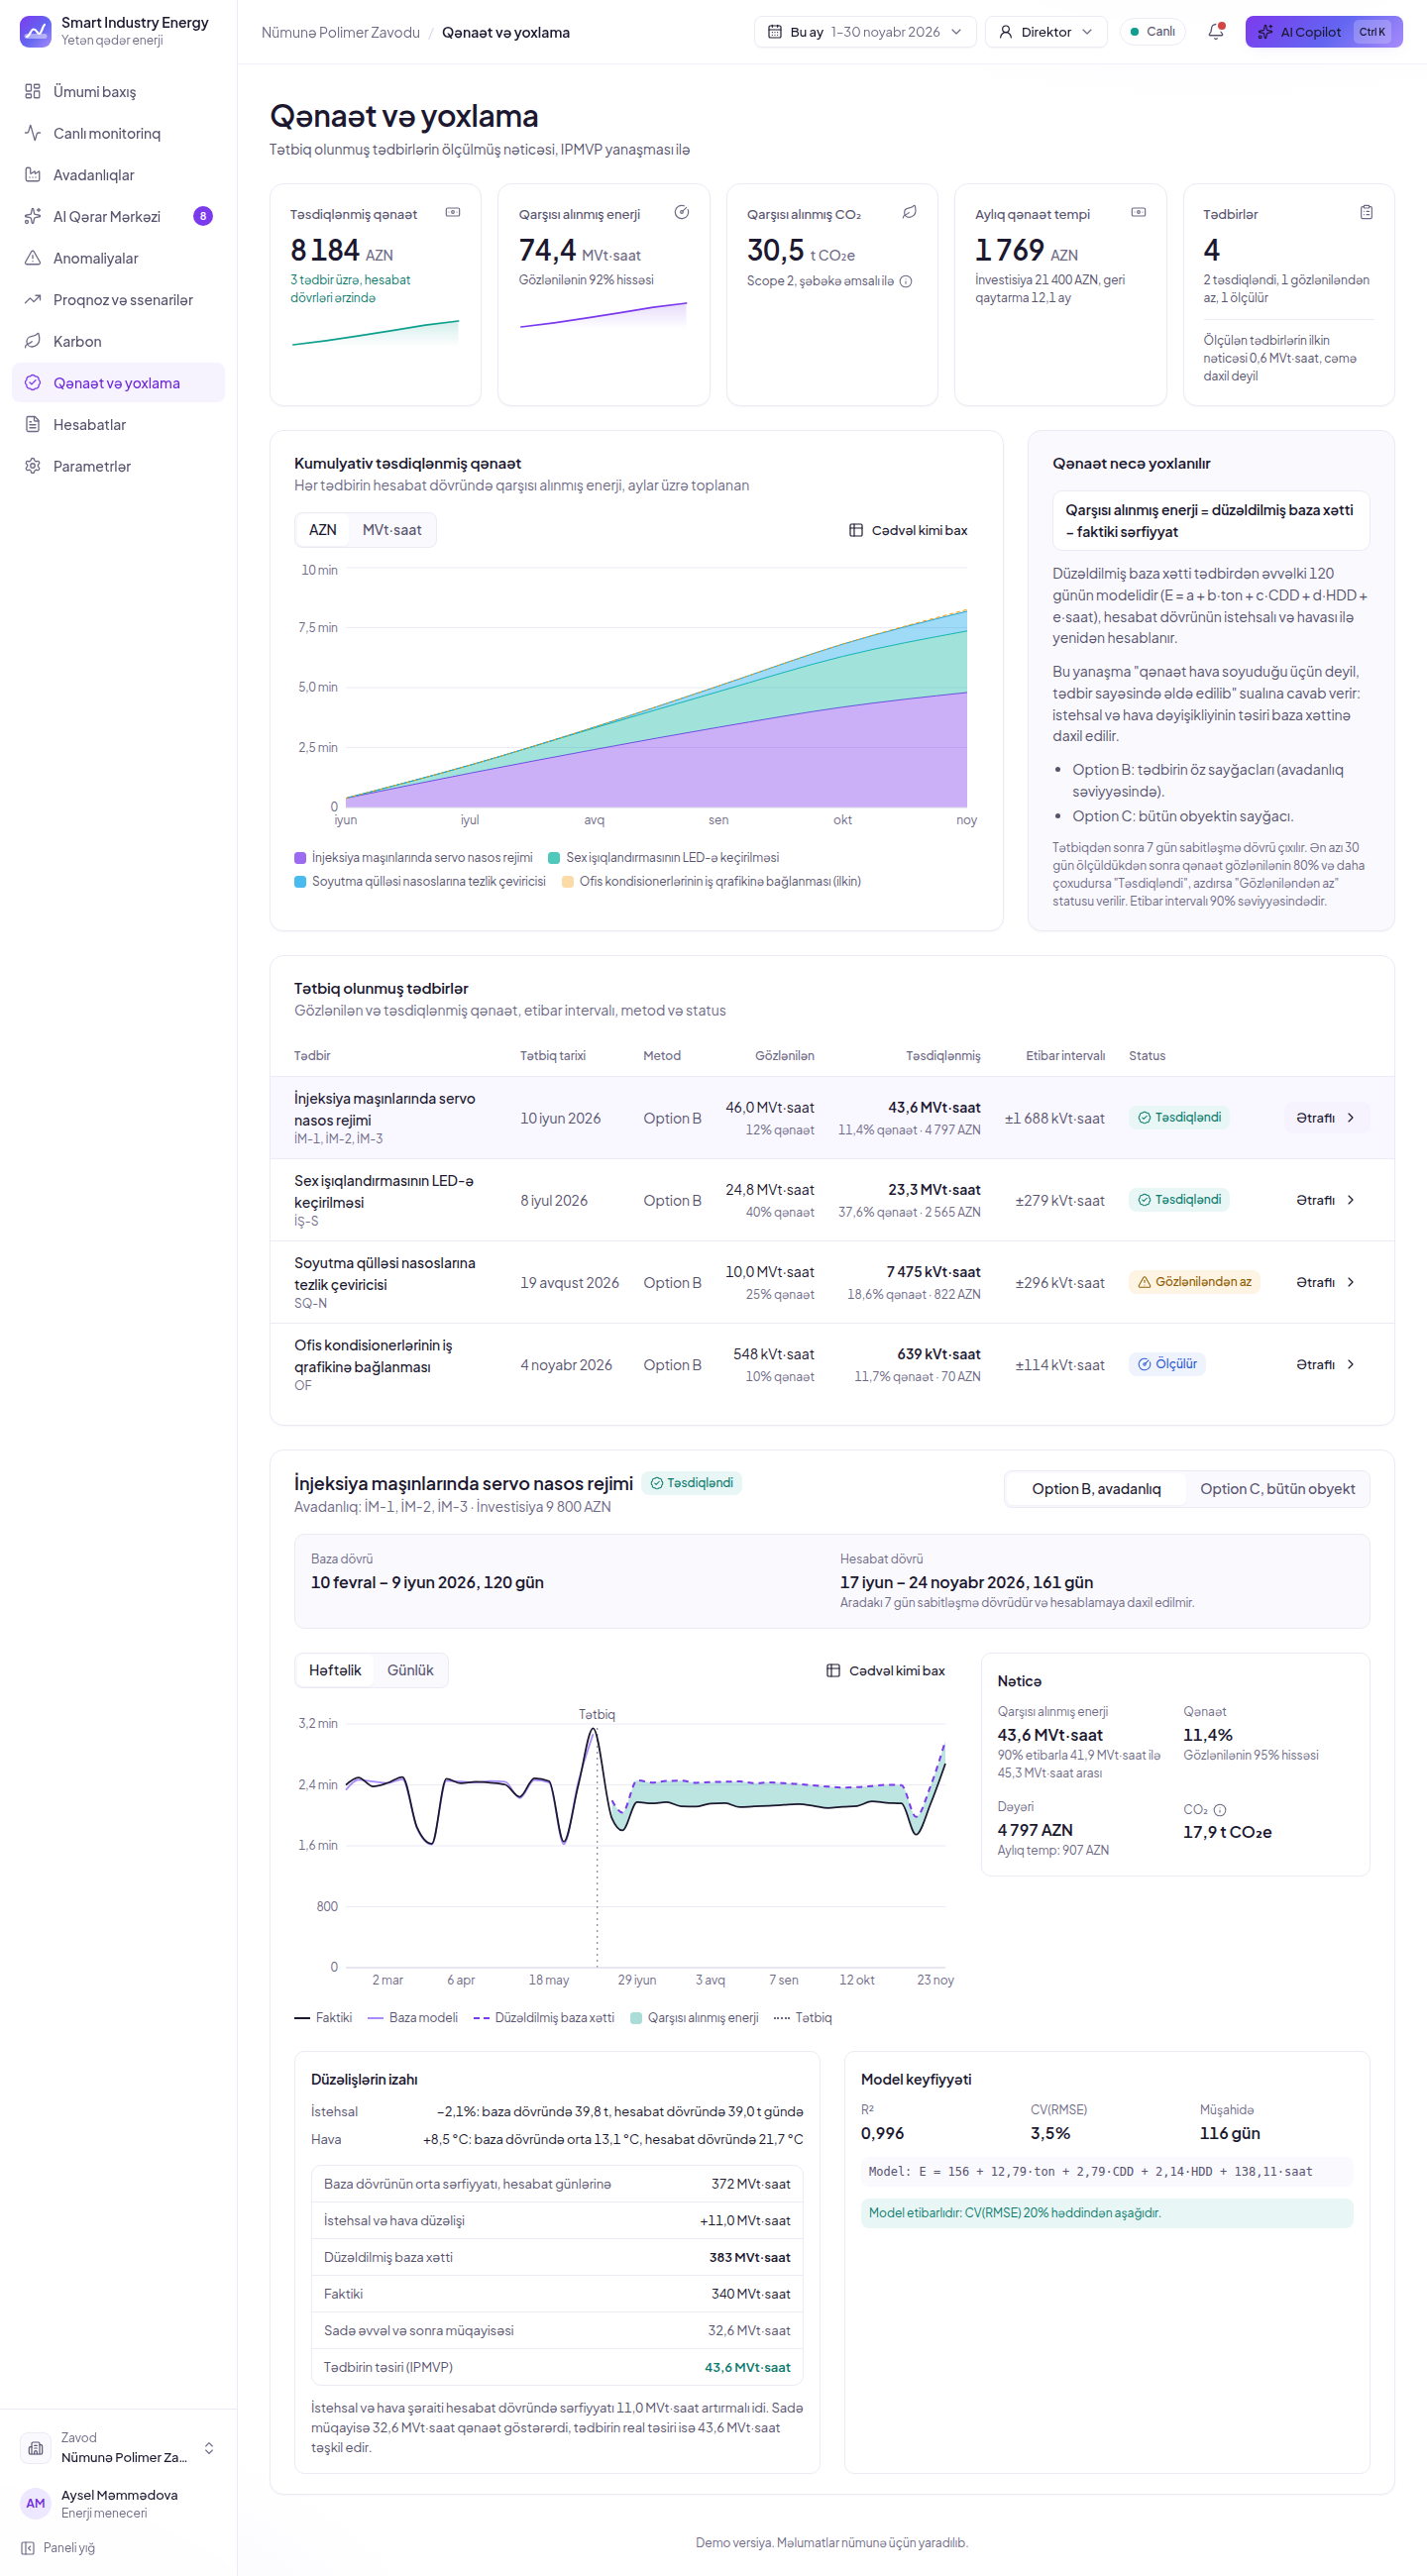 Smart Industry Energy
Yetən qədər enerji
Ümumi baxış
Canlı monitorinq
Avadanlıqlar
AI Qərar Mərkəzi 8
Anomaliyalar
Proqnoz və ssenarilər
Karbon
Qənaət və yoxlama
Hesabatlar
Parametrlər
Zavod
Nümunə Polimer Za...
AM
Aysel Məmmədova
Enerji meneceri
Paneli yığ
Nümunə Polimer Zavodu / Qənaət və yoxlama
Bu ay 1–30 noyabr 2026
Direktor
Canlı
AI Copilot Ctrl K
Qənaət və yoxlama
Tətbiq olunmuş tədbirlərin ölçülmüş nəticəsi, IPMVP yanaşması ilə
Təsdiqlənmiş qənaət
8 184 AZN
3 tədbir üzrə, hesabat
dövrləri ərzində
Qarşısı alınmış enerji
74,4 MVt·saat
Gözlənilənin 92% hissəsi
Qarşısı alınmış CO₂
30,5 t CO₂e
Scope 2, şəbəkə əmsalı ilə
Aylıq qənaət tempi
1 769 AZN
İnvestisiya 21 400 AZN, geri
qaytarma 12,1 ay
Tədbirlər
4
2 təsdiqləndi, 1 gözləniləndən
az, 1 ölçülür
Ölçülən tədbirlərin ilkin
nəticəsi 0,6 MVt·saat, cəmə
daxil deyil
Kumulyativ təsdiqlənmiş qənaət
Hər tədbirin hesabat dövründə qarşısı alınmış enerji, aylar üzrə toplanan
AZN MVt·saat
Cədvəl kimi bax
10 min
7,5 min
5,0 min
2,5 min
0
iyun iyul avq sen okt noy
İnjeksiya maşınlarında servo nasos rejimi
Sex işıqlandırmasının LED-ə keçirilməsi
Soyutma qülləsi nasoslarına tezlik çeviricisi
Ofis kondisionerlərinin iş qrafikinə bağlanması (ilkin)
Qənaət necə yoxlanılır
Qarşısı alınmış enerji = düzəldilmiş baza xətti
− faktiki sərfiyyat
Düzəldilmiş baza xətti tədbirdən əvvəlki 120
günün modelidir (E = a + b·ton + c·CDD + d·HDD +
e·saat), hesabat dövrünün istehsalı və havası ilə
yenidən hesablanır.
Bu yanaşma "qənaət hava soyuduğu üçün deyil,
tədbir sayəsində əldə edilib" sualına cavab verir:
istehsal və hava dəyişikliyinin təsiri baza xəttinə
daxil edilir.
• Option B: tədbirin öz sayğacları (avadanlıq
səviyyəsində).
• Option C: bütün obyektin sayğacı.
Tətbiqdən sonra 7 gün sabitləşmə dövrü çıxılır. Ən azı 30
gün ölçüldükdən sonra qənaət gözlənilənin 80% və daha
çoxudursa "Təsdiqləndi", azdırsa "Gözləniləndən az"
statusu verilir. Etibar intervalı 90% səviyyəsindədir.
Tətbiq olunmuş tədbirlər
Gözlənilən və təsdiqlənmiş qənaət, etibar intervalı, metod və status
Tədbir Tətbiq tarixi Metod Gözlənilən Təsdiqlənmiş Etibar intervalı Status
İnjeksiya maşınlarında servo
nasos rejimi
İM-1, İM-2, İM-3
10 iyun 2026
Option B
46,0 MVt·saat
12% qənaət
43,6 MVt·saat
11,4% qənaət · 4 797 AZN
±1 688 kVt·saat
Təsdiqləndi
Ətraflı
Sex işıqlandırmasının LED-ə
keçirilməsi
İŞ-S
8 iyul 2026
Option B
24,8 MVt·saat
40% qənaət
23,3 MVt·saat
37,6% qənaət · 2 565 AZN
±279 kVt·saat
Təsdiqləndi
Ətraflı
Soyutma qülləsi nasoslarına
tezlik çeviricisi
SQ-N
19 avqust 2026
Option B
10,0 MVt·saat
25% qənaət
7 475 kVt·saat
18,6% qənaət · 822 AZN
±296 kVt·saat
Gözləniləndən az
Ətraflı
Ofis kondisionerlərinin iş
qrafikinə bağlanması
OF
4 noyabr 2026
Option B
548 kVt·saat
10% qənaət
639 kVt·saat
11,7% qənaət · 70 AZN
±114 kVt·saat
Ölçülür
Ətraflı
İnjeksiya maşınlarında servo nasos rejimi Təsdiqləndi
Avadanlıq: İM-1, İM-2, İM-3 · İnvestisiya 9 800 AZN
Option B, avadanlıq Option C, bütün obyekt
Baza dövrü
10 fevral – 9 iyun 2026, 120 gün
Hesabat dövrü
17 iyun – 24 noyabr 2026, 161 gün
Aradakı 7 gün sabitləşmə dövrüdür və hesablamaya daxil edilmir.
Həftəlik Günlük
Cədvəl kimi bax
Tətbiq
3,2 min
2,4 min
1,6 min
800
0
2 mar 6 apr 18 may 29 iyun 3 avq 7 sen 12 okt 23 noy
Faktiki Baza modeli Düzəldilmiş baza xətti Qarşısı alınmış enerji Tətbiq
Nəticə
Qarşısı alınmış enerji
43,6 MVt·saat
90% etibarla 41,9 MVt·saat ilə
45,3 MVt·saat arası
Qənaət
11,4%
Gözlənilənin 95% hissəsi
Dəyəri
4 797 AZN
Aylıq temp: 907 AZN
CO₂
17,9 t CO₂e
Düzəlişlərin izahı
İstehsal −2,1%: baza dövründə 39,8 t, hesabat dövründə 39,0 t gündə
Hava +8,5 °C: baza dövründə orta 13,1 °C, hesabat dövründə 21,7 °C
Baza dövrünün orta sərfiyyatı, hesabat günlərinə 372 MVt·saat
İstehsal və hava düzəlişi +11,0 MVt·saat
Düzəldilmiş baza xətti 383 MVt·saat
Faktiki 340 MVt·saat
Sadə əvvəl və sonra müqayisəsi 32,6 MVt·saat
Tədbirin təsiri (IPMVP) 43,6 MVt·saat
İstehsal və hava şəraiti hesabat dövründə sərfiyyatı 11,0 MVt·saat artırmalı idi. Sadə
müqayisə 32,6 MVt·saat qənaət göstərərdi, tədbirin real təsiri isə 43,6 MVt·saat
təşkil edir.
Model keyfiyyəti
R²
0,996
CV(RMSE)
3,5%
Müşahidə
116 gün
Model: E = 156 + 12,79·ton + 2,79·CDD + 2,14·HDD + 138,11·saat
Model etibarlıdır: CV(RMSE) 20% həddindən aşağıdır.
Demo versiya. Məlumatlar nümunə üçün yaradılıb.